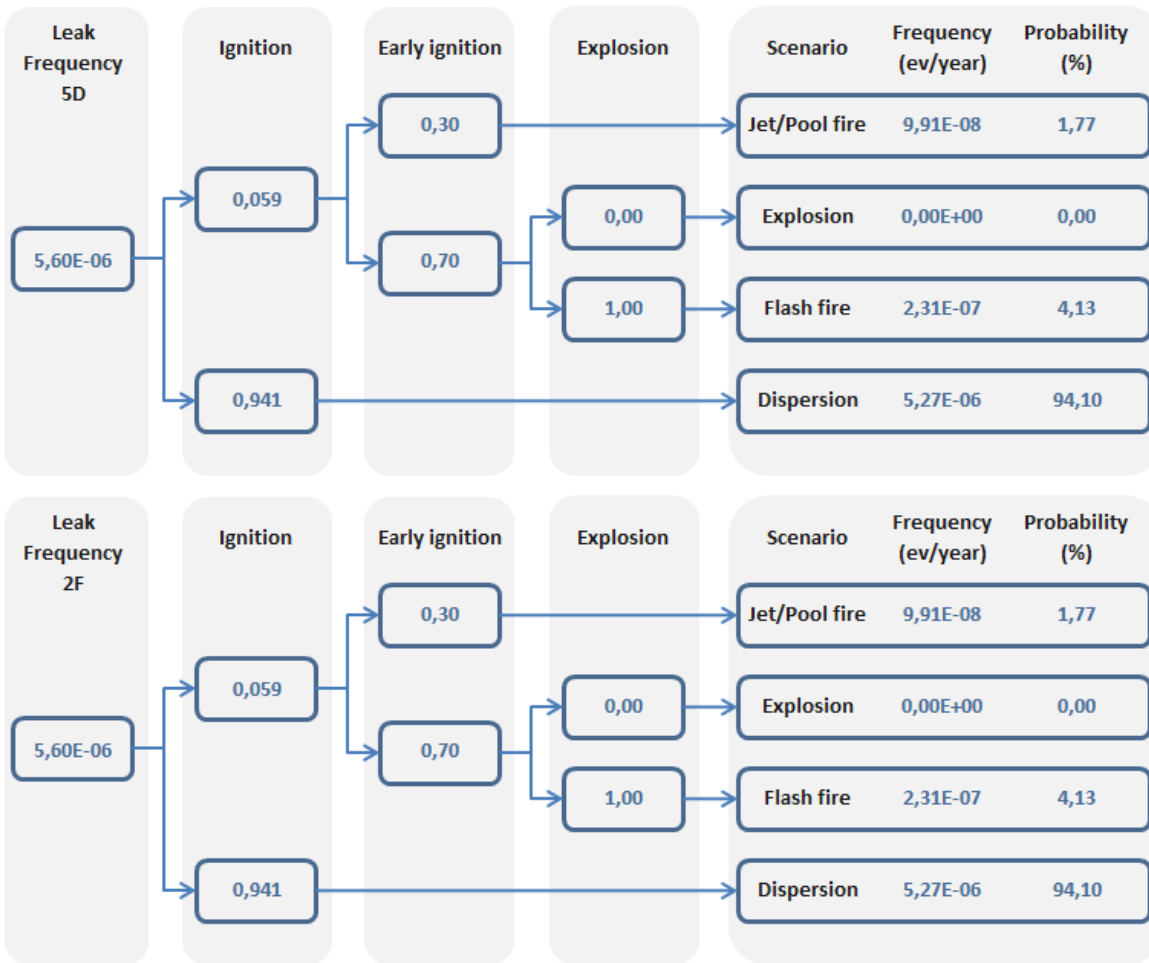 Leak
Frequency
5D
Ignition
Early ignition
Explosion
Scenario
Frequency
(ev/year)
Probability
(%)
5,60E-06
0,059
0,941
0,30
0,70
0,00
1,00
Jet/Pool fire 9,91E-08 1,77
Explosion 0,00E+00 0,00
Flash fire 2,31E-07 4,13
Dispersion 5,27E-06 94,10
Leak
Frequency
2F
Ignition
Early ignition
Explosion
Scenario
Frequency
(ev/year)
Probability
(%)
5,60E-06
0,059
0,941
0,30
0,70
0,00
1,00
Jet/Pool fire 9,91E-08 1,77
Explosion 0,00E+00 0,00
Flash fire 2,31E-07 4,13
Dispersion 5,27E-06 94,10